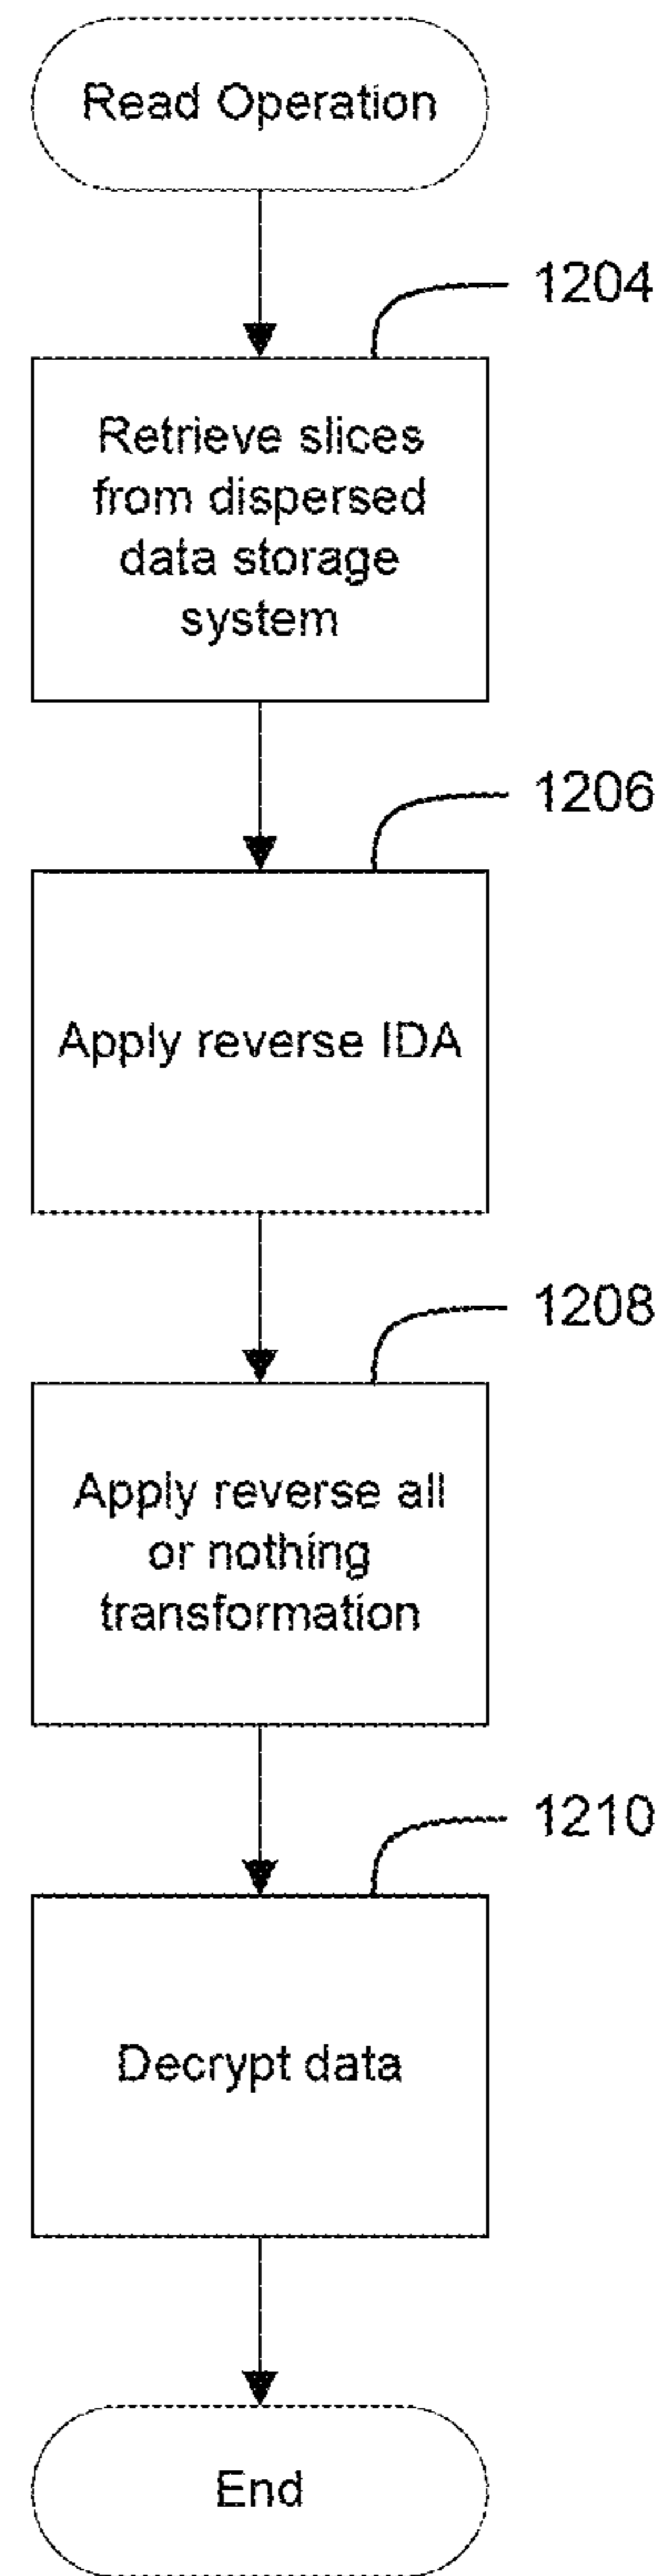 Read Operation
1204
Retrieve slices
from dispersed
data storage
system
1206
Apply reverse IDA
1208
Apply reverse all
or nothing
transformation
1210
Decrypt data
End